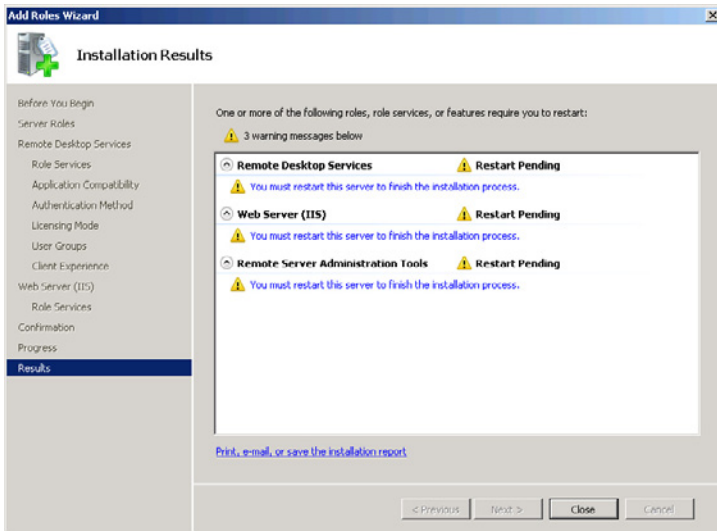 Add Roles Wizard
Installation Results
Before You Begin
Server Roles
Remote Desktop Services
Role Services
Application Compatibility
Authentication Method
Licensing Mode
User Groups
Client Experience
Web Server (IIS)
Role Services
Confirmation
Progress
Results
One or more of the following roles, role services, or features require you to restart:
3 warning messages below
Remote Desktop Services Restart Pending
You must restart this server to finish the installation process.
Web Server (IIS) Restart Pending
You must restart this server to finish the installation process.
Remote Server Administration Tools Restart Pending
You must restart this server to finish the installation process.
Print, e-mail, or save the installation report
< Previous Next > Close Cancel